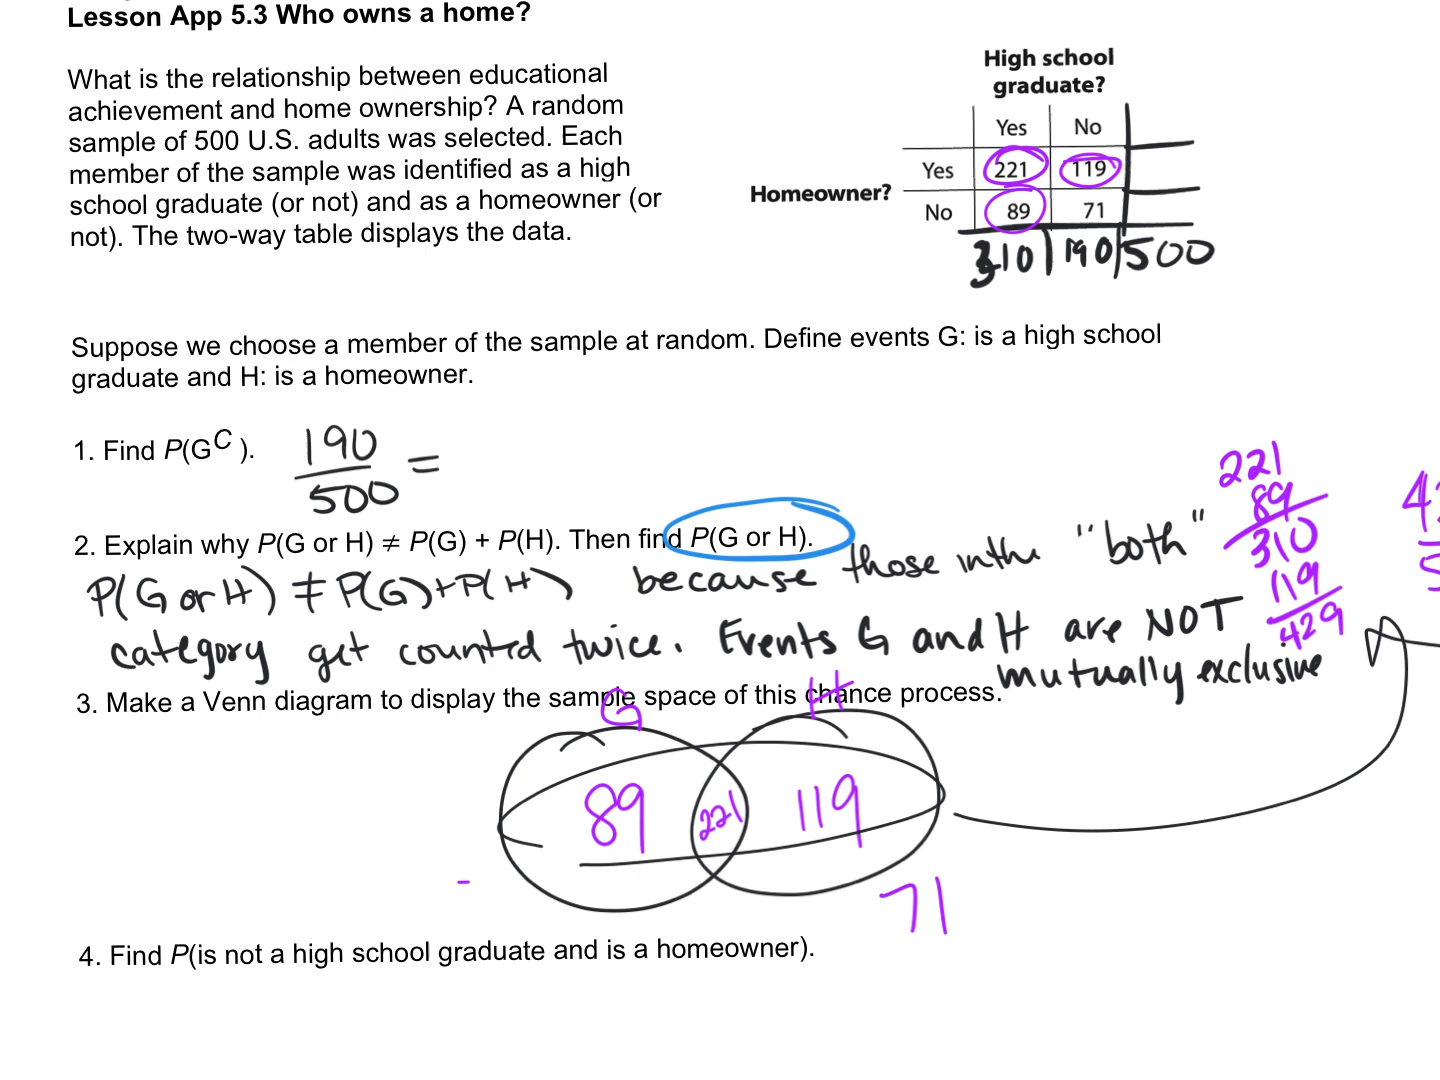 Lesson App 5.3 Who owns a home?
What is the relationship between educational
achievement and home ownership? A random
sample of 500 U.S. adults was selected. Each
member of the sample was identified as a high
school graduate (or not) and as a homeowner (or
not). The two-way table displays the data.
High school
graduate?
Yes No
Homeowner? Yes 221 119
No 89 71
310 190 500
Suppose we choose a member of the sample at random. Define events G: is a high school
graduate and H: is a homeowner.
1. Find P(G^C). 190/500 =
221
89
310
119
429
2. Explain why P(G or H) ≠ P(G) + P(H). Then find P(G or H).
P(G or H) ≠ P(G)+P(H) because those in the "both"
category get counted twice. Events G and H are NOT
mutually exclusive
3. Make a Venn diagram to display the sample space of this chance process.
G H
89 221 119
71
4. Find P(is not a high school graduate and is a homeowner).